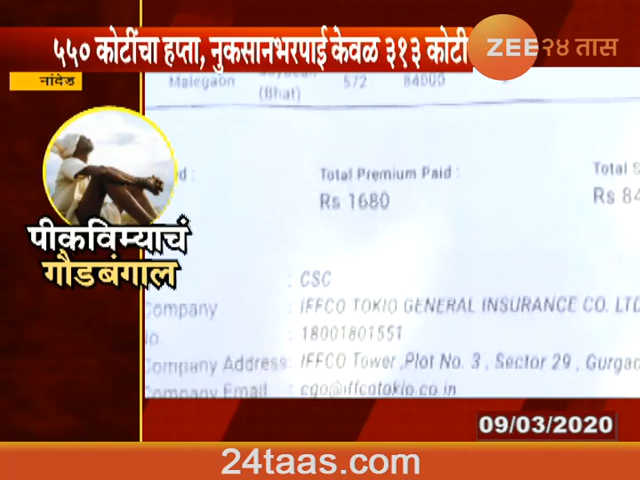 ५५० कोटींचा हप्ता, नुकसानभरपाई केवळ ३१३ कोटी
ZEE २४ तास
नांदेड
Malegaon
(Bhat)
572
84000
Total Premium Paid :
Rs 1680
Total S
Rs 84
पीकविम्याचं
गौडबंगाल
: CSC
Company : IFFCO TOKIO GENERAL INSURANCE CO. LTD
No : 18001801551
Company Address: IFFCO Tower ,Plot No. 3 , Sector 29 , Gurgao
Company Email : cgo@iffcotokio.co.in
09/03/2020
24taas.com